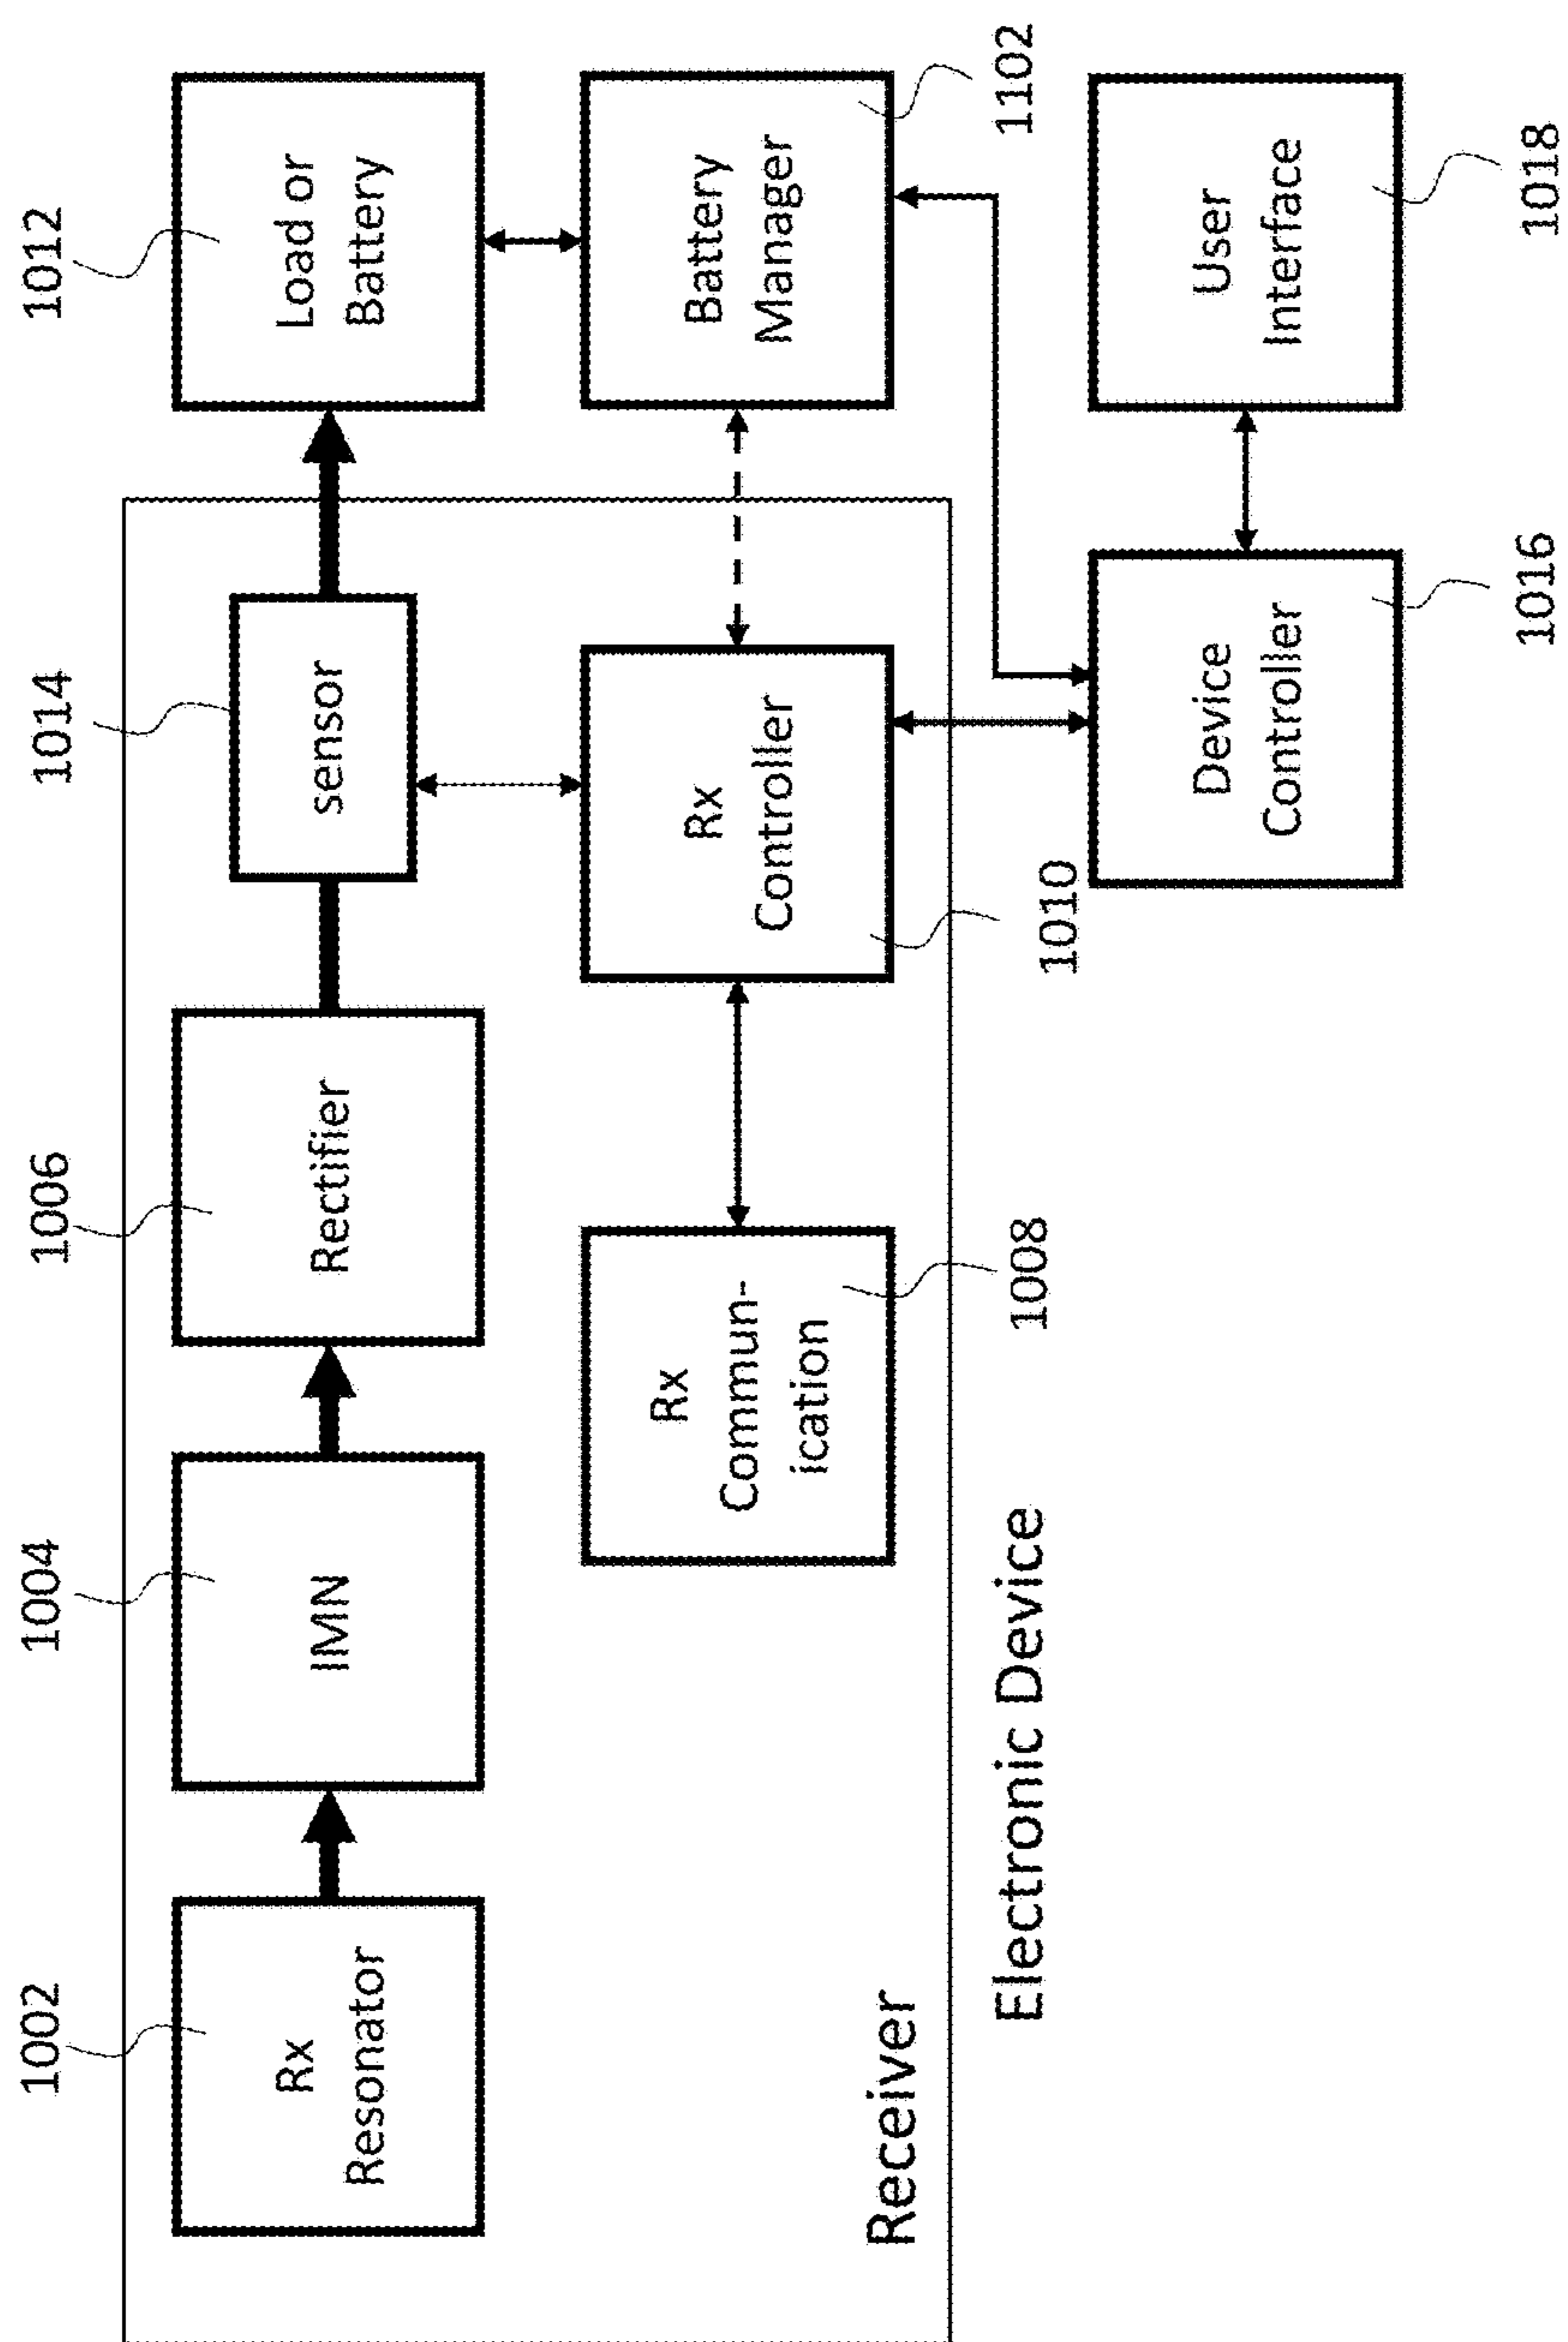 1002
1004
1006
1014
1012
Rx
Resonator
IMN
Rectifier
sensor
Load or
Battery
Rx
Commun-
ication
Rx
Controller
Battery
Manager
Receiver
1008
1010
1102
Electronic Device
Device
Controller
User
Interface
1016
1018